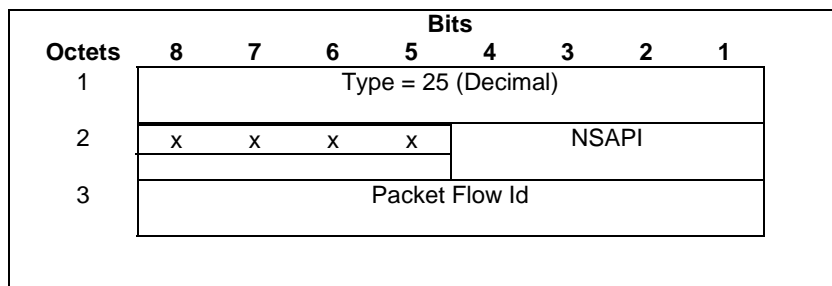 Bits
Octets 8 7 6 5 4 3 2 1
1 Type = 25 (Decimal)
2 x x x x NSAPI
3 Packet Flow Id